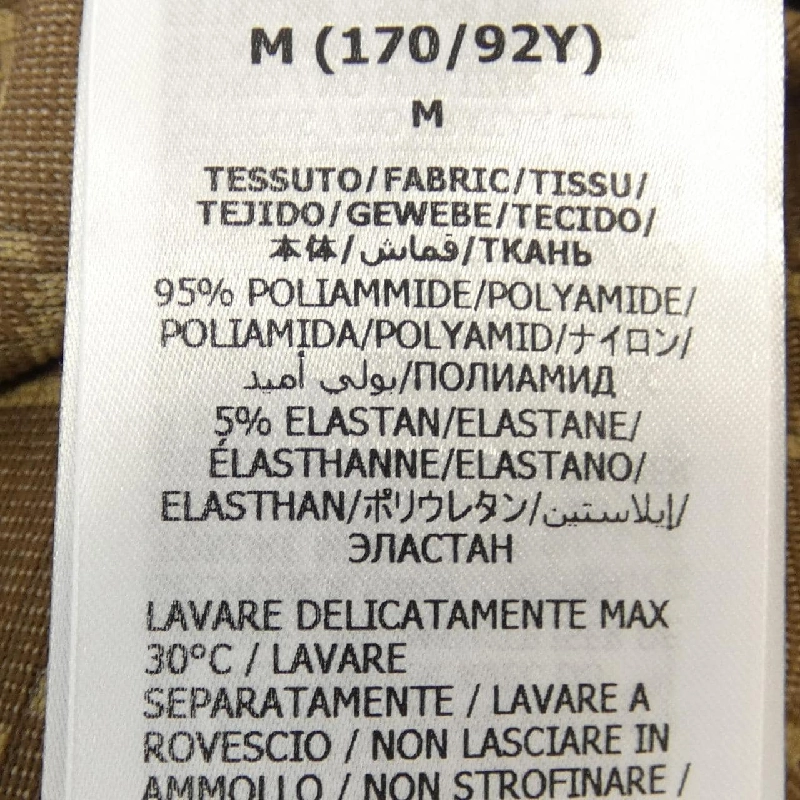 M (170/92Y)
M
TESSUTO/FABRIC/TISSU/
TEJIDO/GEWEBE/TECIDO/
本体/قماش/ТКАНЬ
95% POLIAMMIDE/POLYAMIDE/
POLIAMIDA/POLYAMID/ナイロン/
بولي أميد/ПОЛИАМИД
5% ELASTAN/ELASTANE/
ÉLASTHANNE/ELASTANO/
ELASTHAN/ポリウレタン/إيلاستين/
ЭЛАСТАН
LAVARE DELICATAMENTE MAX
30°C / LAVARE
SEPARATAMENTE / LAVARE A
ROVESCIO / NON LASCIARE IN
AMMOLLO / NON STROFINARE /